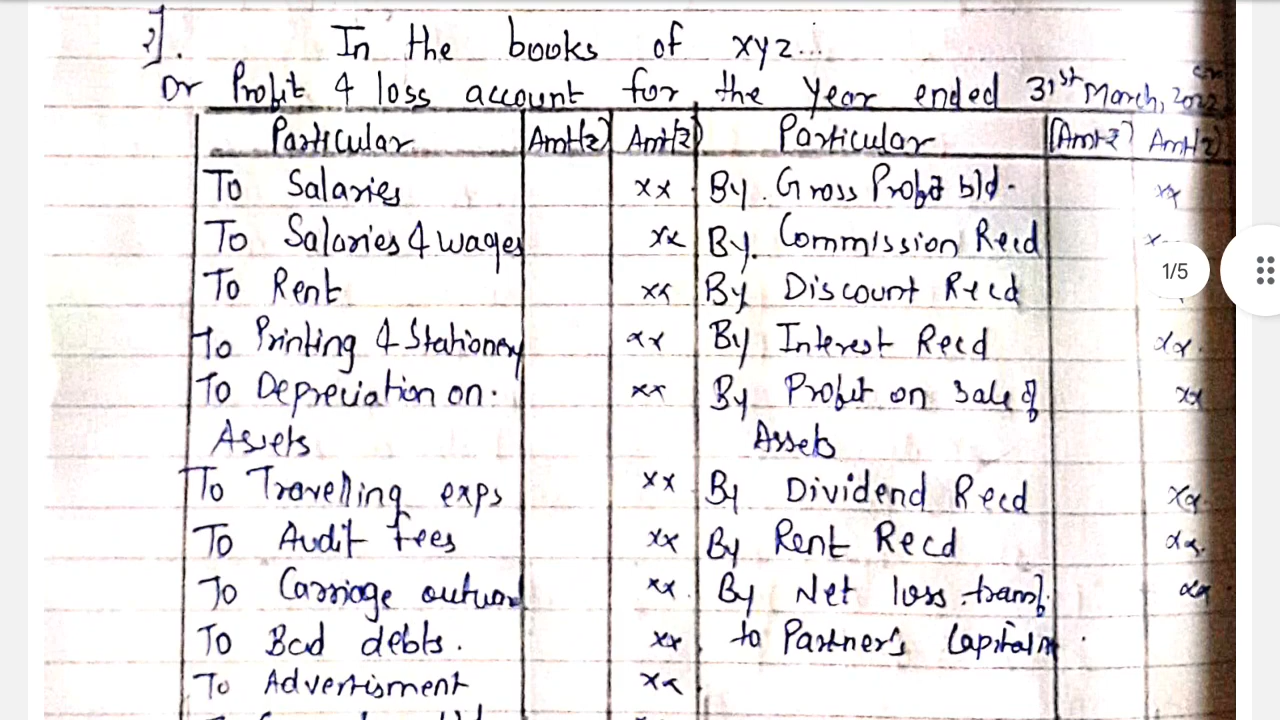 2]. In the books of xyz...
Dr Profit & loss account for the Year ended 31st March, 2022 Cr
Particular Amt(₹) Amt(₹) Particular Amt(₹) Amt(₹)
To Salaries xx By Gross Profit b/d. xx
To Salaries & wages xx By Commission Recd x
1/5
To Rent xx By Discount Recd
To Printing & Stationery xx By Interest Recd xx
To Depreciation on. xx By Profit on Sale of xx
Assets Assets
To Travelling exps xx By Dividend Recd xx
To Audit fees xx By Rent Recd xx
To Carriage outward xx By Net loss transf. xx
To Bad debts. xx to Partner's Capital
To Advertisment xx